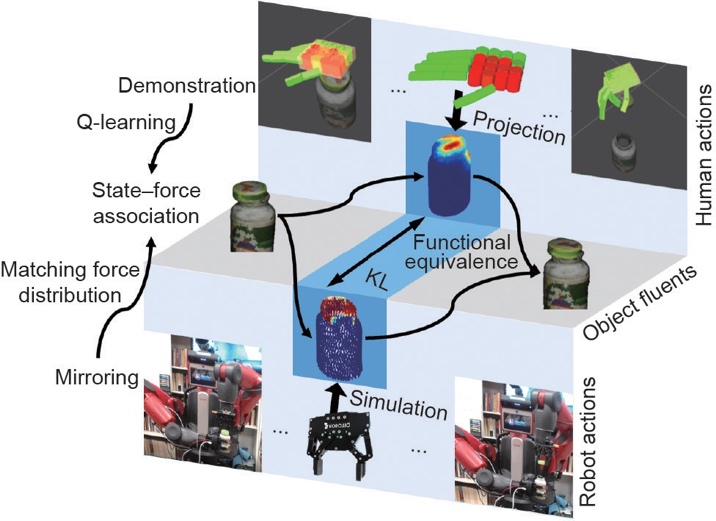 Demonstration
Q-learning
State–force
association
Matching force
distribution
Mirroring
...
...
Projection
Human actions
Functional
equivalence
KL
Object fluents
Simulation
...
...
Robot actions